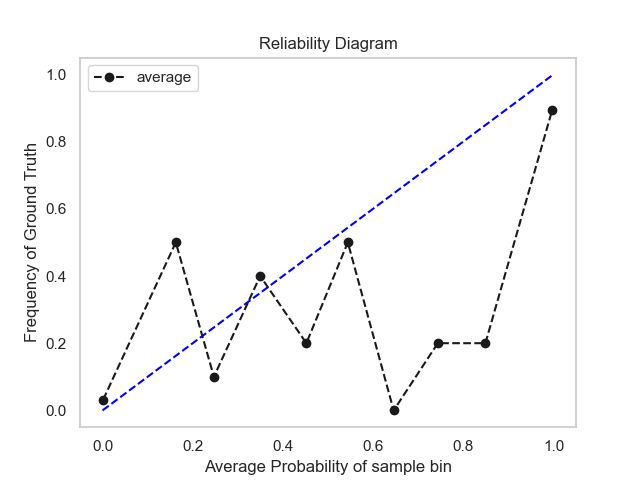 Reliability Diagram
average
1.0
0.8
0.6
0.4
0.2
0.0
Frequency of Ground Truth
0.0 0.2 0.4 0.6 0.8 1.0
Average Probability of sample bin